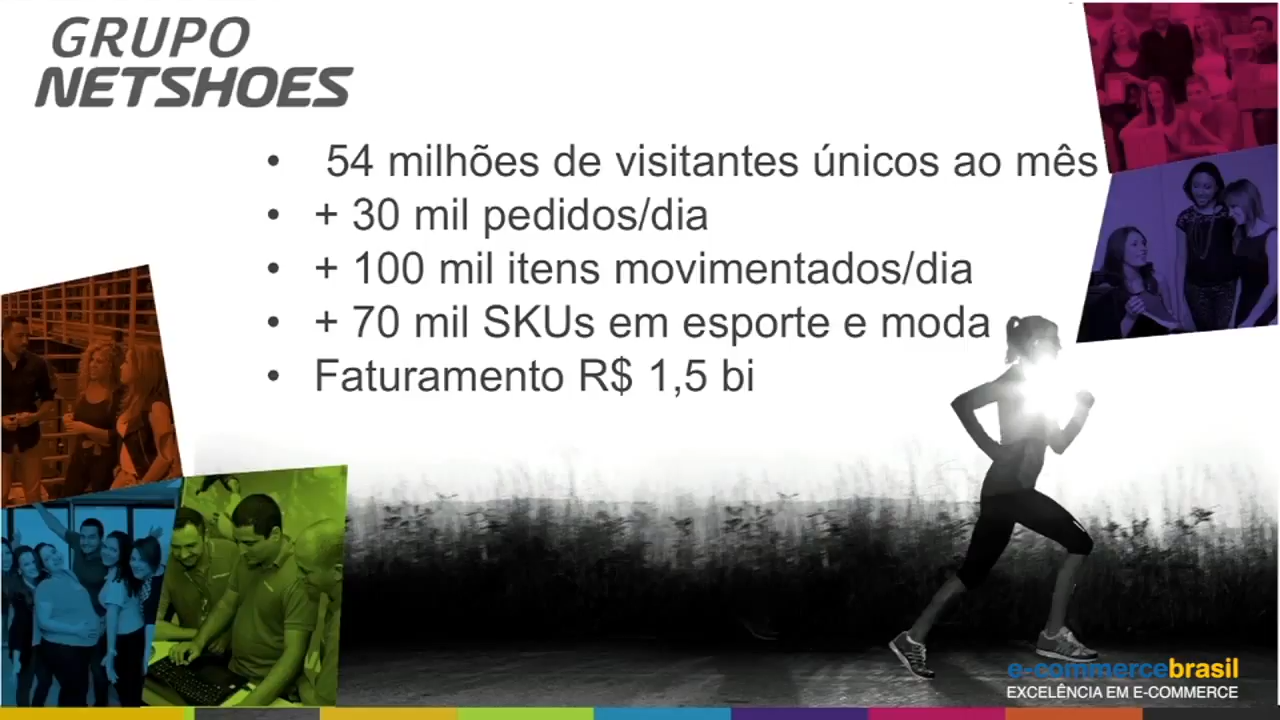 GRUPO
NETSHOES
• 54 milhões de visitantes únicos ao mês
• + 30 mil pedidos/dia
• + 100 mil itens movimentados/dia
• + 70 mil SKUs em esporte e moda
• Faturamento R$ 1,5 bi
e-commercebrasil
EXCELÊNCIA EM E-COMMERCE